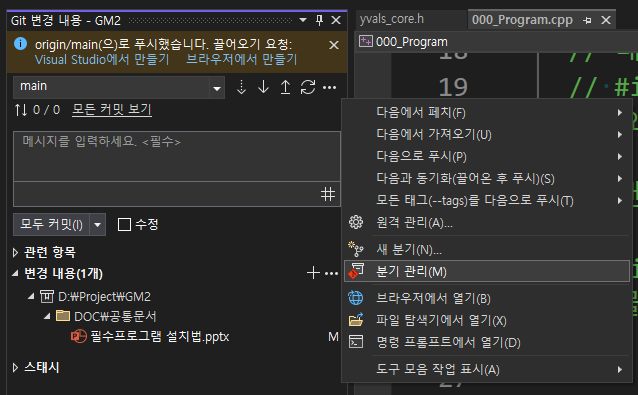 Git 변경 내용 - GM2
origin/main(으)로 푸시했습니다. 끌어오기 요청:
Visual Studio에서 만들기 브라우저에서 만들기
main
0 / 0 모든 커밋 보기
메시지를 입력하세요. <필수>
모두 커밋(I) 수정
관련 항목
변경 내용(1개)
D:₩Project₩GM2
DOC₩공통문서
필수프로그램 설치법.pptx M
스태시
yvals_core.h 000_Program.cpp
000_Program
18 //
19 // #i
다음에서 페치(F)
다음에서 가져오기(U)
다음으로 푸시(P)
다음과 동기화(끌어온 후 푸시)(S)
모든 태그(--tags)를 다음으로 푸시(T)
원격 관리(A)...
새 분기(N)...
분기 관리(M)
브라우저에서 열기(B)
파일 탐색기에서 열기(X)
명령 프롬프트에서 열기(D)
도구 모음 작업 표시(A)